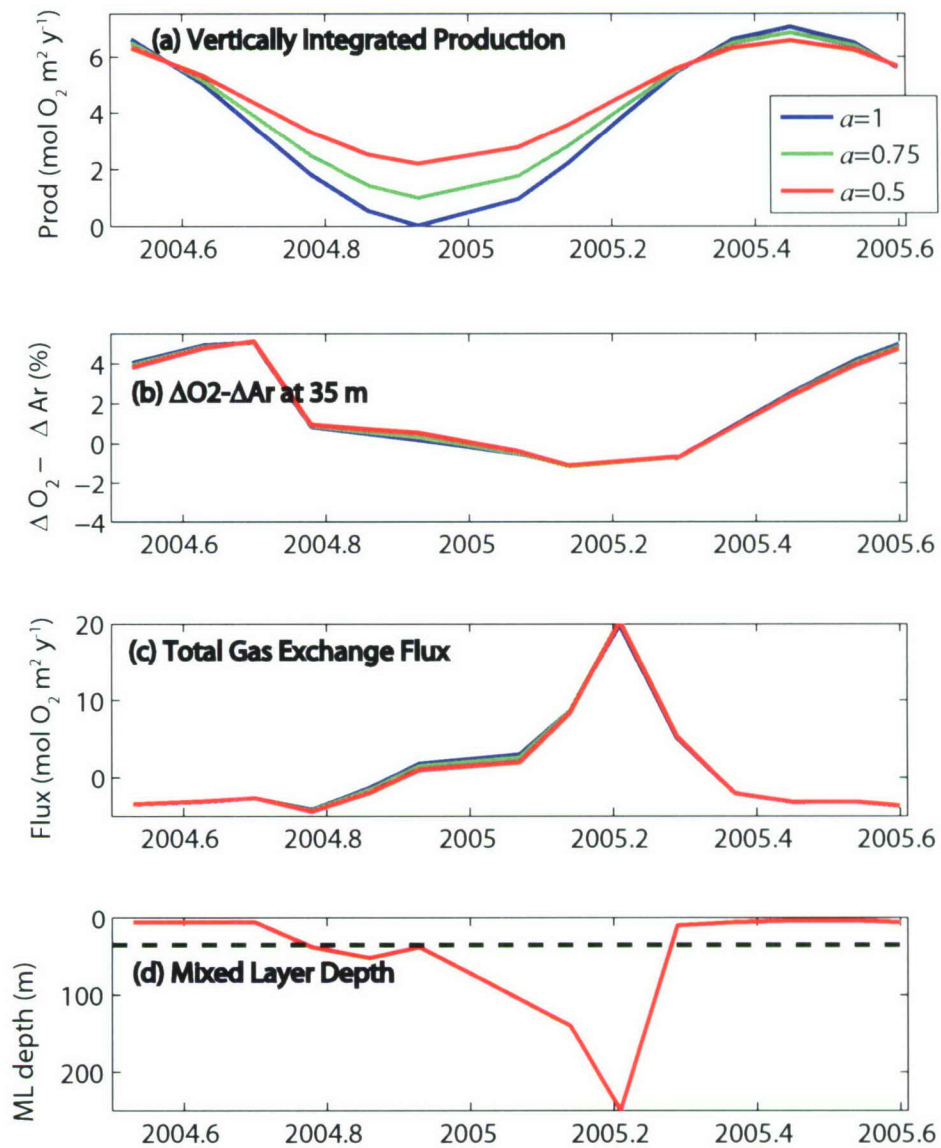 (a) Vertically Integrated Production
Prod (mol O₂ m² y⁻¹)
6
4
2
0
a=1
a=0.75
a=0.5
2004.6 2004.8 2005 2005.2 2005.4 2005.6
(b) ΔO2-ΔAr at 35 m
Δ O₂ − Δ Ar (%)
4
2
0
−2
−4
2004.6 2004.8 2005 2005.2 2005.4 2005.6
(c) Total Gas Exchange Flux
Flux (mol O₂ m² y⁻¹)
20
10
0
2004.6 2004.8 2005 2005.2 2005.4 2005.6
(d) Mixed Layer Depth
ML depth (m)
0
100
200
2004.6 2004.8 2005 2005.2 2005.4 2005.6